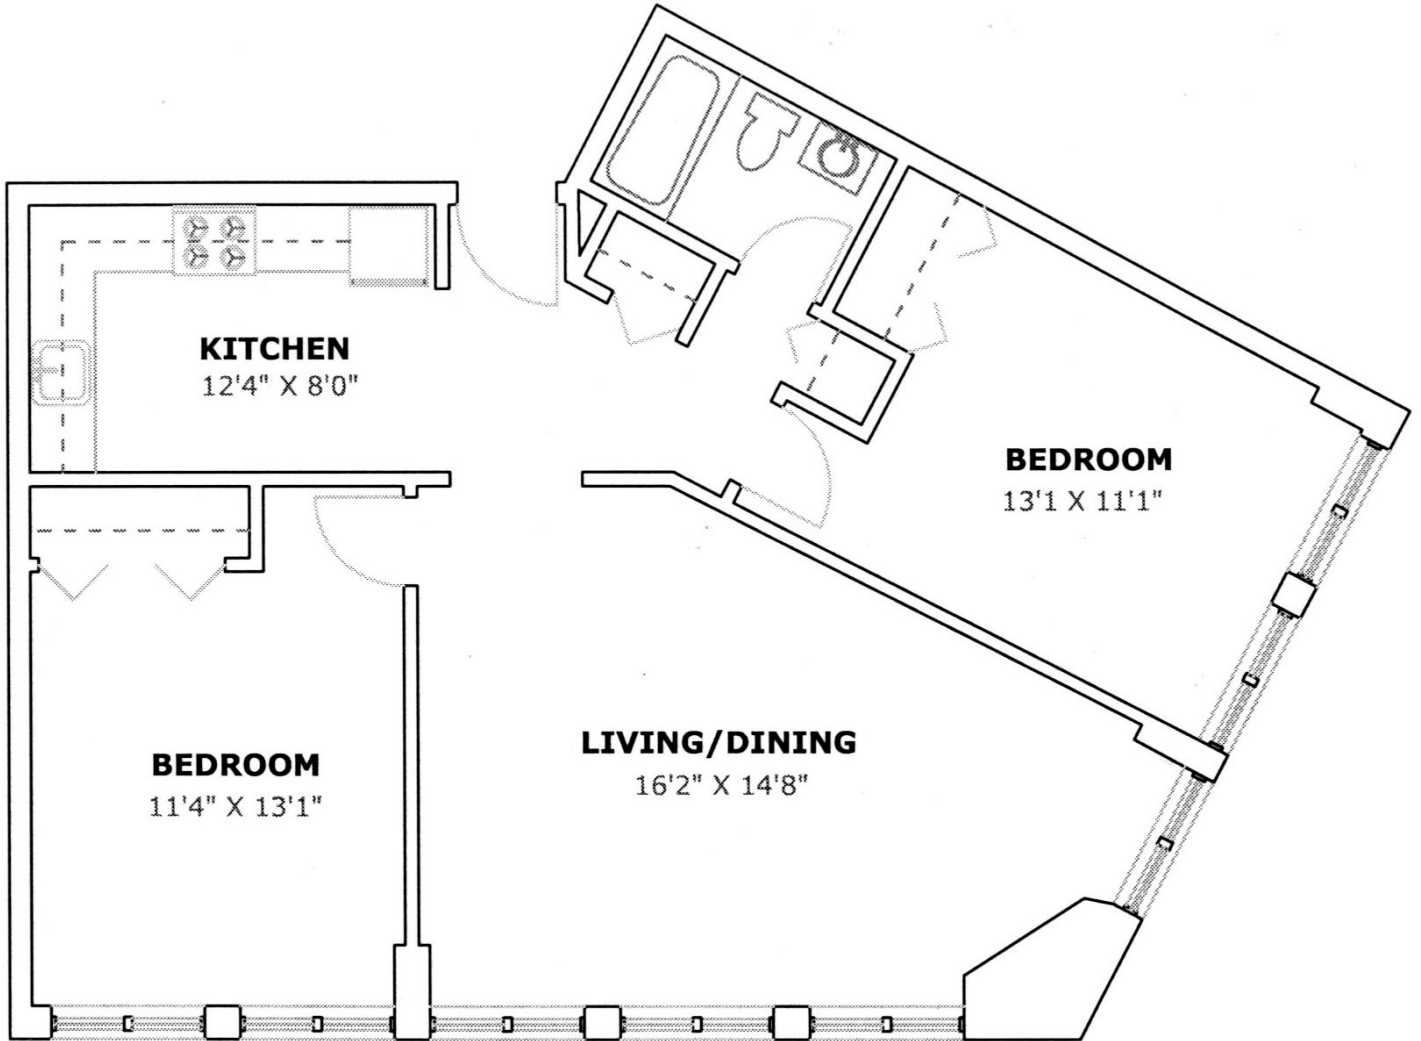 KITCHEN
12'4" X 8'0"
BEDROOM
13'1 X 11'1"
LIVING/DINING
16'2" X 14'8"
BEDROOM
11'4" X 13'1"